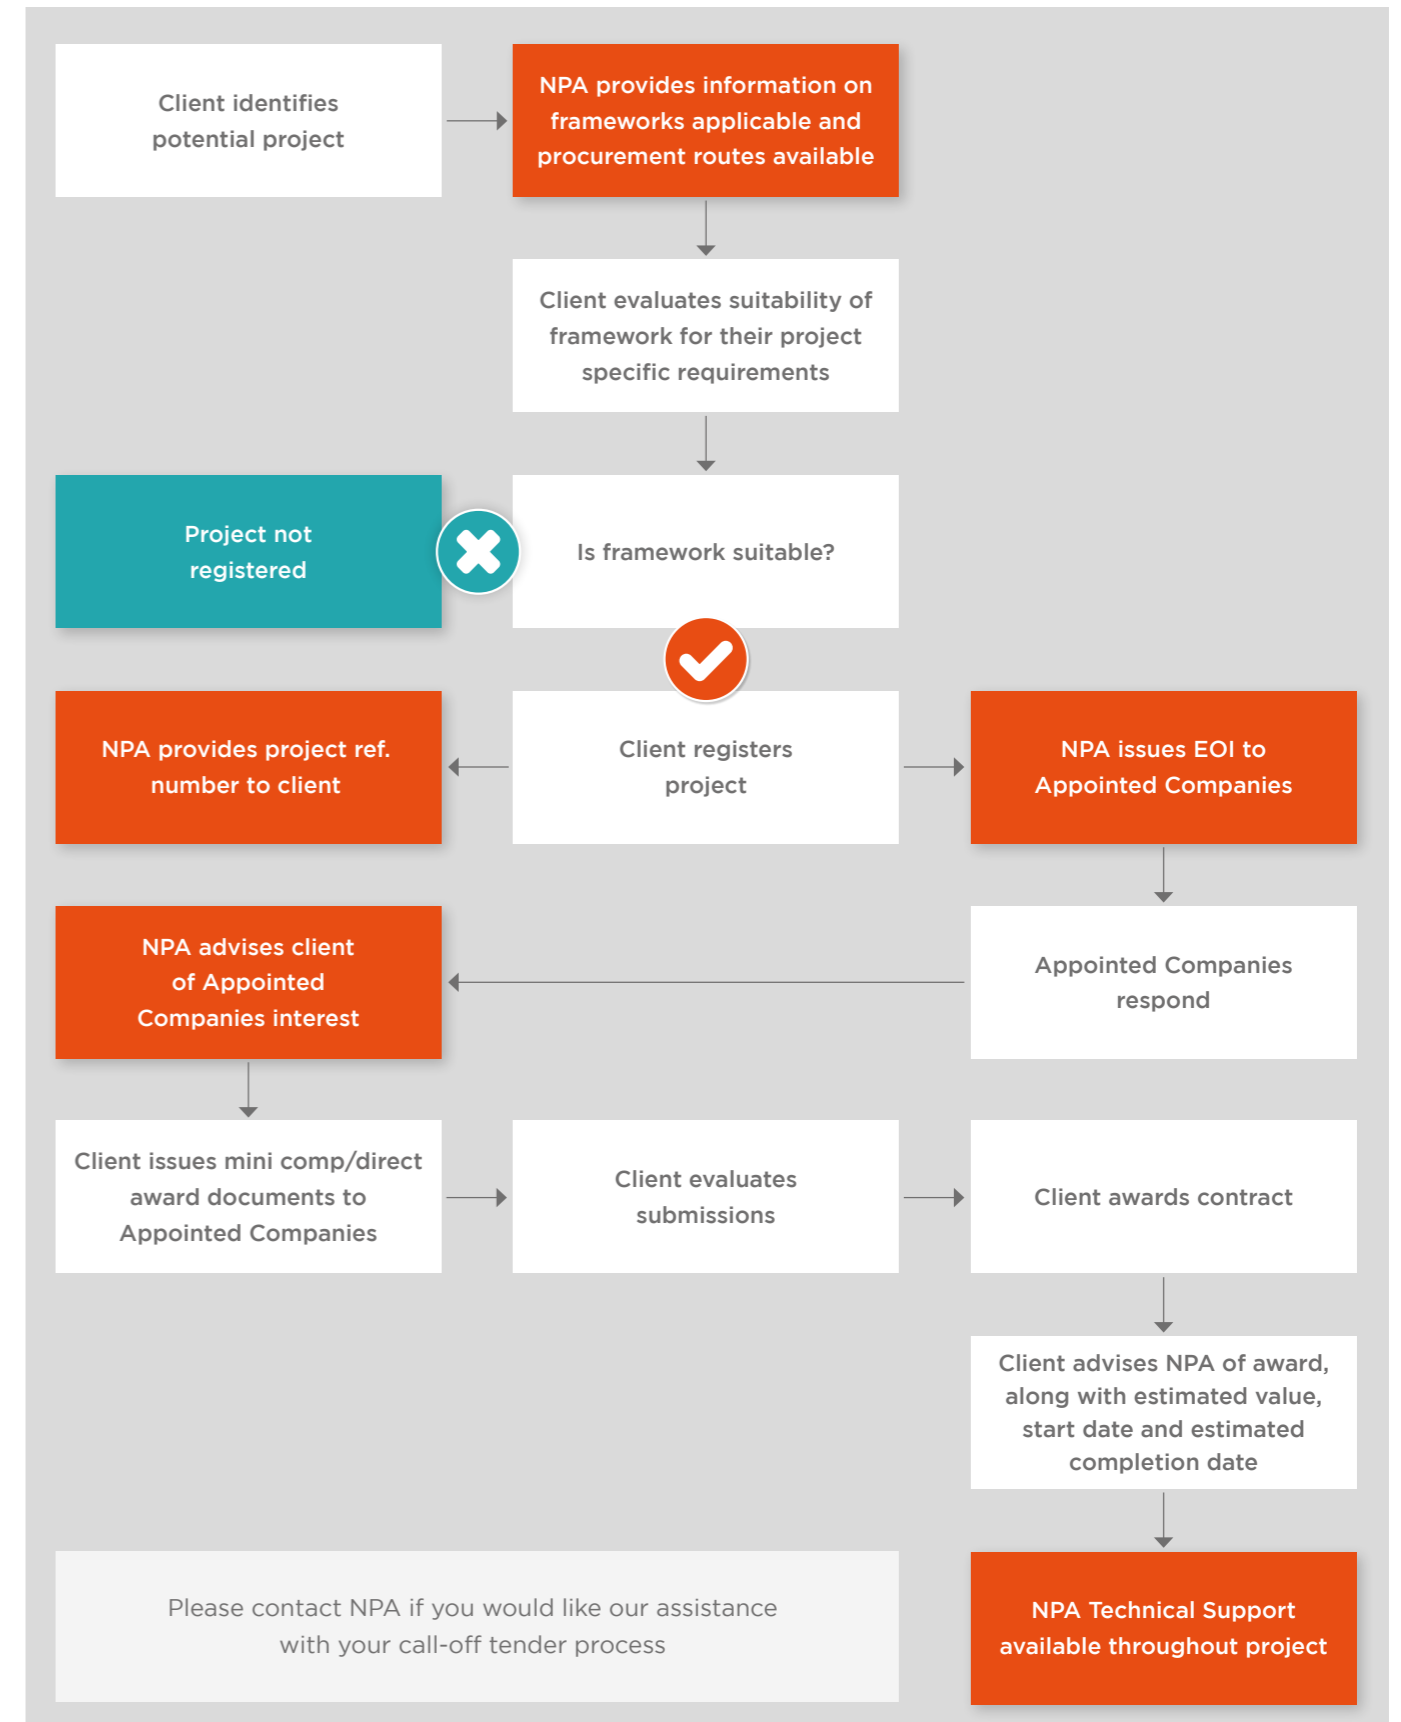 Client identifies
potential project
NPA provides information on
frameworks applicable and
procurement routes available
Client evaluates suitability of
framework for their project
specific requirements
Project not
registered
Is framework suitable?
NPA provides project ref.
number to client
Client registers
project
NPA issues EOI to
Appointed Companies
NPA advises client
of Appointed
Companies interest
Appointed Companies
respond
Client issues mini comp/direct
award documents to
Appointed Companies
Client evaluates
submissions
Client awards contract
Client advises NPA of award,
along with estimated value,
start date and estimated
completion date
Please contact NPA if you would like our assistance
with your call-off tender process
NPA Technical Support
available throughout project